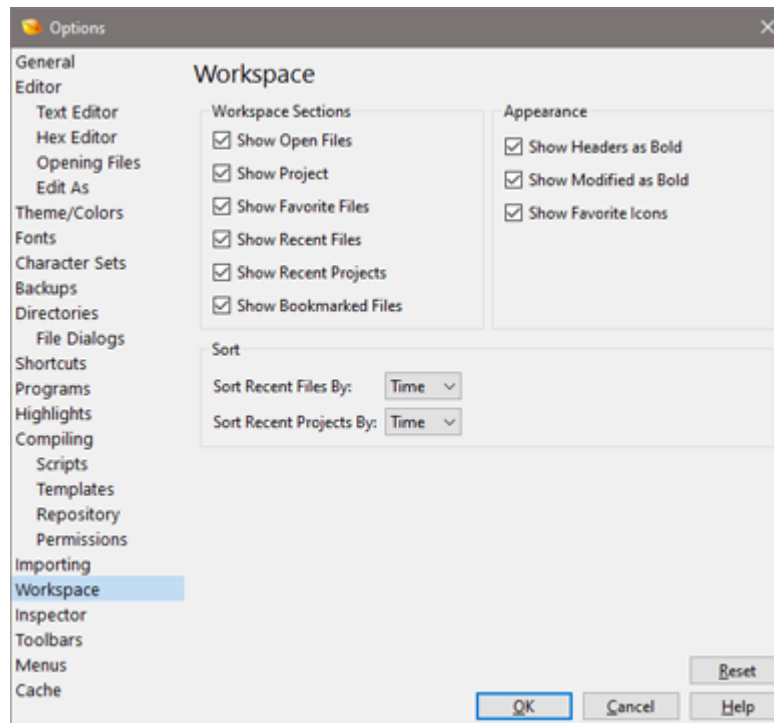 Options
General
Editor
Text Editor
Hex Editor
Opening Files
Edit As
Theme/Colors
Fonts
Character Sets
Backups
Directories
File Dialogs
Shortcuts
Programs
Highlights
Compiling
Scripts
Templates
Repository
Permissions
Importing
Workspace
Inspector
Toolbars
Menus
Cache
Workspace
Workspace Sections
Show Open Files
Show Project
Show Favorite Files
Show Recent Files
Show Recent Projects
Show Bookmarked Files
Appearance
Show Headers as Bold
Show Modified as Bold
Show Favorite Icons
Sort
Sort Recent Files By: Time
Sort Recent Projects By: Time
Reset
OK Cancel Help